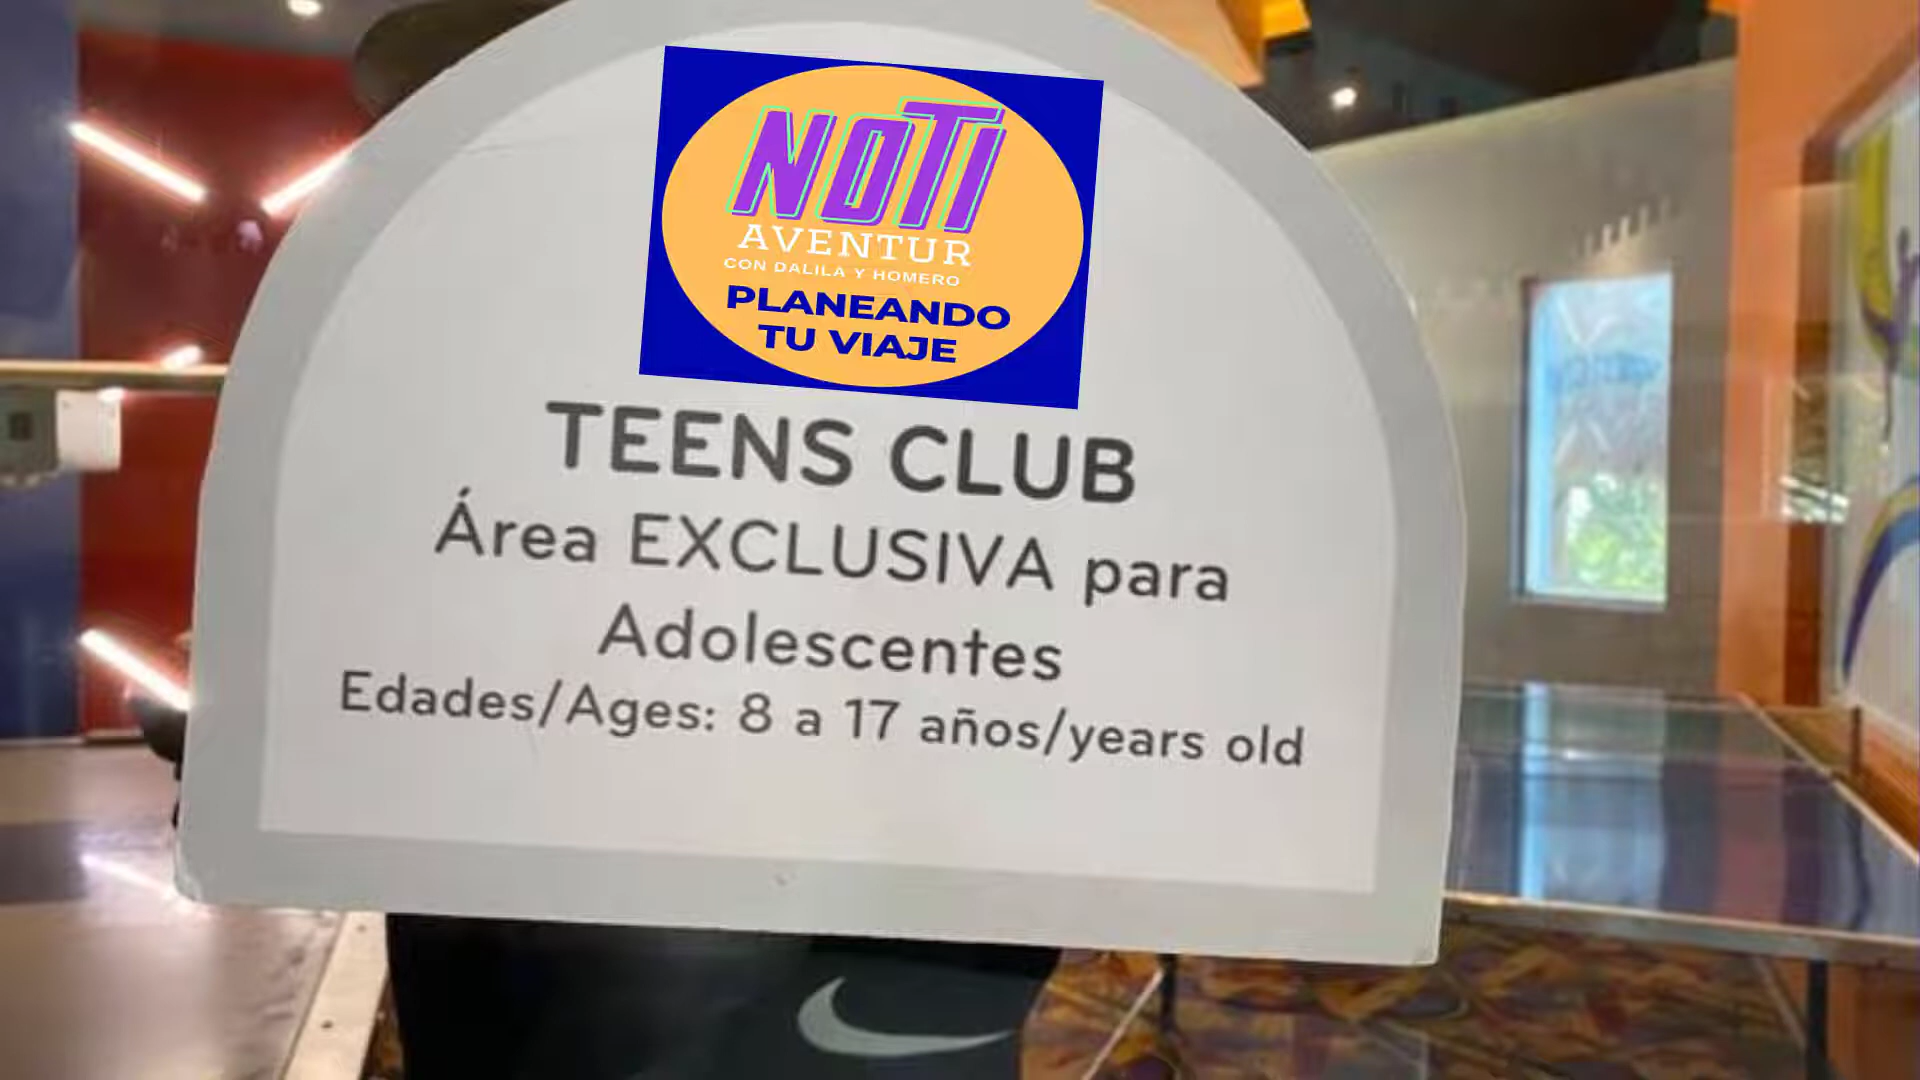 NOTI
AVENTUR
CON DALILA Y HOMERO
PLANEANDO
TU VIAJE
TEENS CLUB
Área EXCLUSIVA para
Adolescentes
Edades/Ages: 8 a 17 años/years old